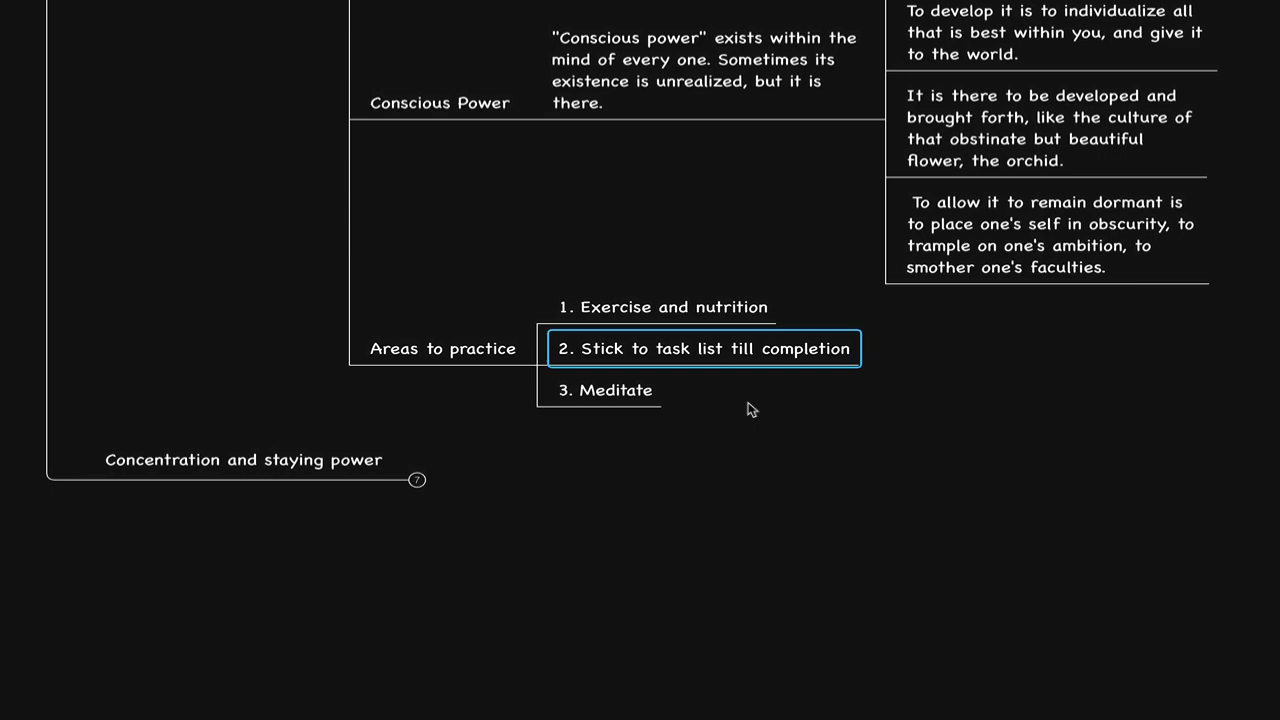 To develop it is to individualize all
that is best within you, and give it
to the world.
"Conscious power" exists within the
mind of every one. Sometimes its
existence is unrealized, but it is
there.
Conscious Power
It is there to be developed and
brought forth, like the culture of
that obstinate but beautiful
flower, the orchid.
To allow it to remain dormant is
to place one's self in obscurity, to
trample on one's ambition, to
smother one's faculties.
1. Exercise and nutrition
Areas to practice
2. Stick to task list till completion
3. Meditate
Concentration and staying power
7